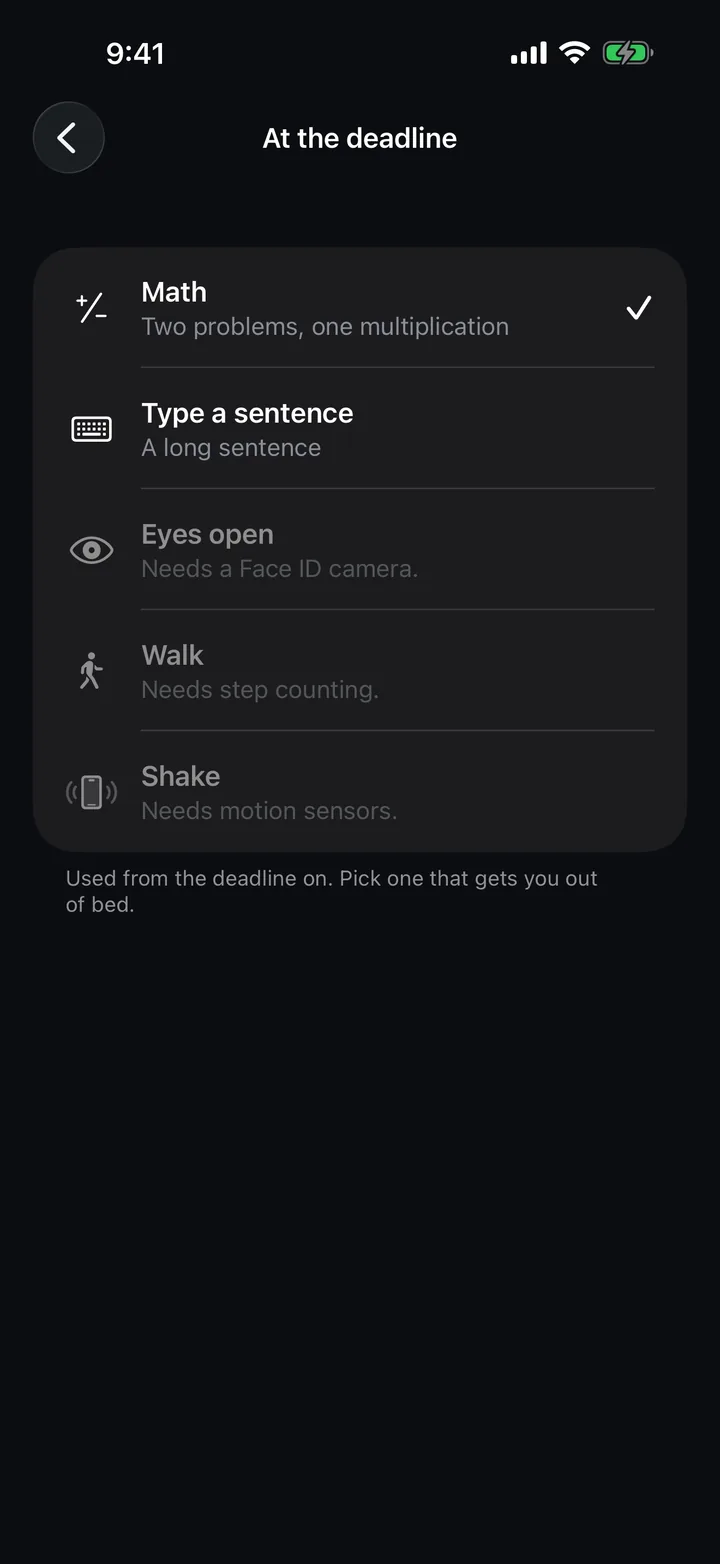 9:41
At the deadline
Math
Two problems, one multiplication
Type a sentence
A long sentence
Eyes open
Needs a Face ID camera.
Walk
Needs step counting.
Shake
Needs motion sensors.
Used from the deadline on. Pick one that gets you out
of bed.